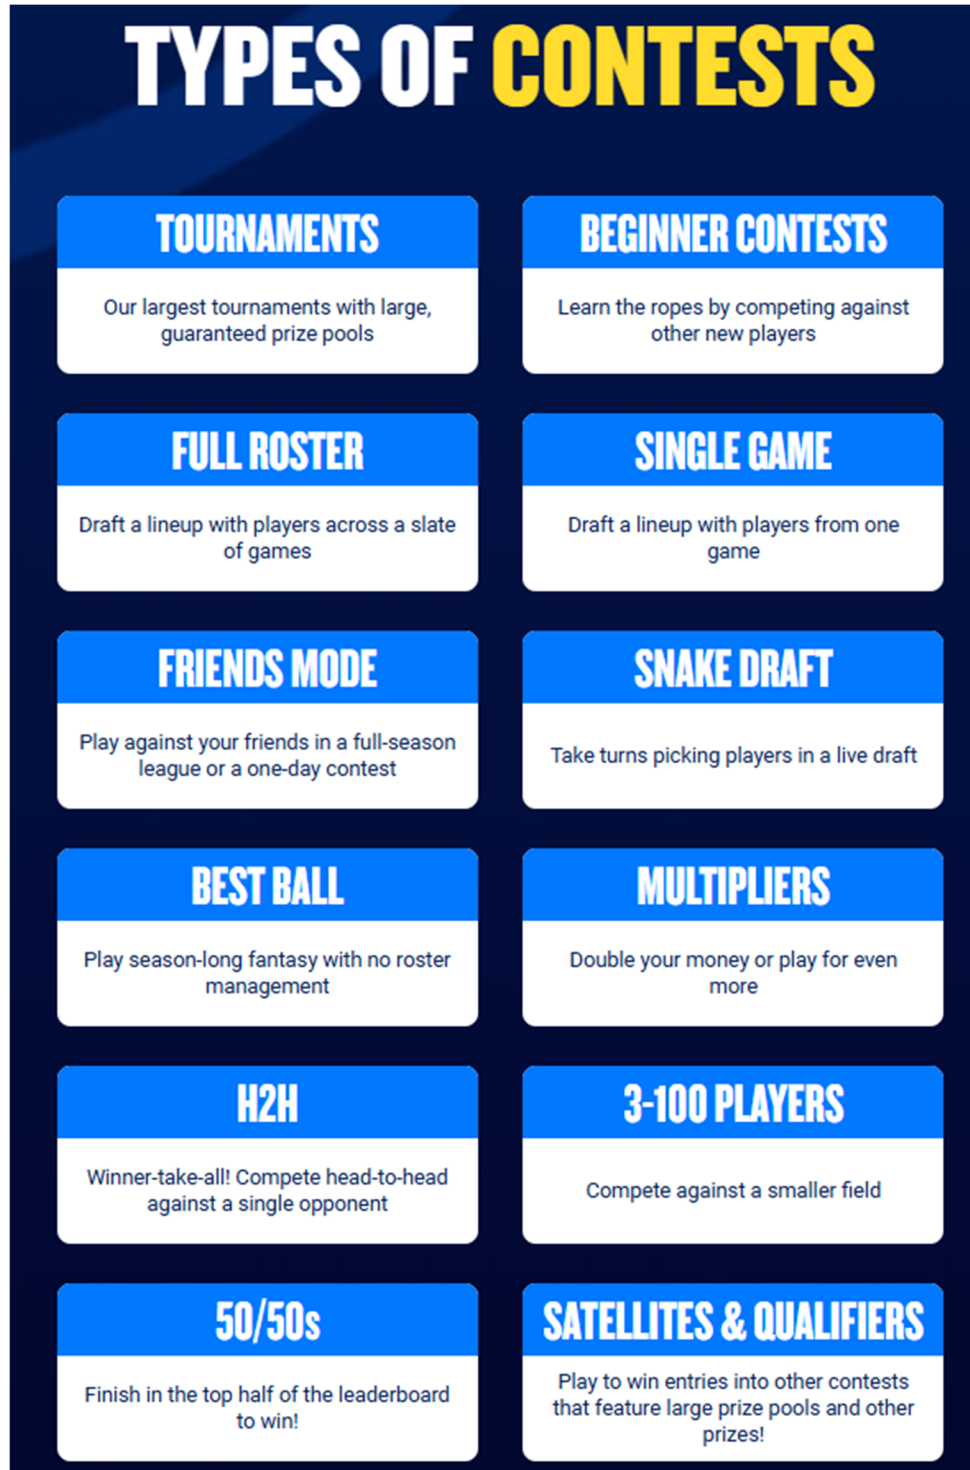 TYPES OF CONTESTS
TOURNAMENTS
Our largest tournaments with large,
guaranteed prize pools
BEGINNER CONTESTS
Learn the ropes by competing against
other new players
FULL ROSTER
Draft a lineup with players across a slate
of games
SINGLE GAME
Draft a lineup with players from one
game
FRIENDS MODE
Play against your friends in a full-season
league or a one-day contest
SNAKE DRAFT
Take turns picking players in a live draft
BEST BALL
Play season-long fantasy with no roster
management
MULTIPLIERS
Double your money or play for even
more
H2H
Winner-take-all! Compete head-to-head
against a single opponent
3-100 PLAYERS
Compete against a smaller field
50/50s
Finish in the top half of the leaderboard
to win!
SATELLITES & QUALIFIERS
Play to win entries into other contests
that feature large prize pools and other
prizes!